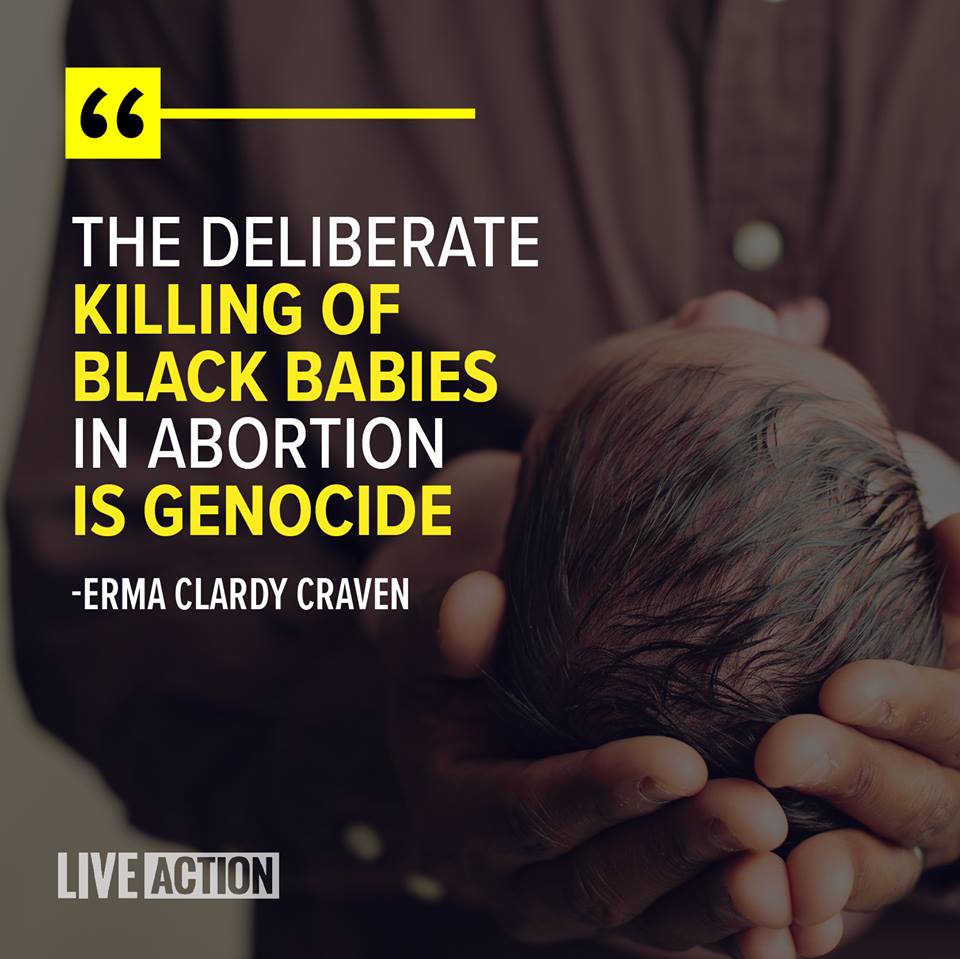 “
THE DELIBERATE
KILLING OF
BLACK BABIES
IN ABORTION
IS GENOCIDE
-ERMA CLARDY CRAVEN
LIVE ACTION